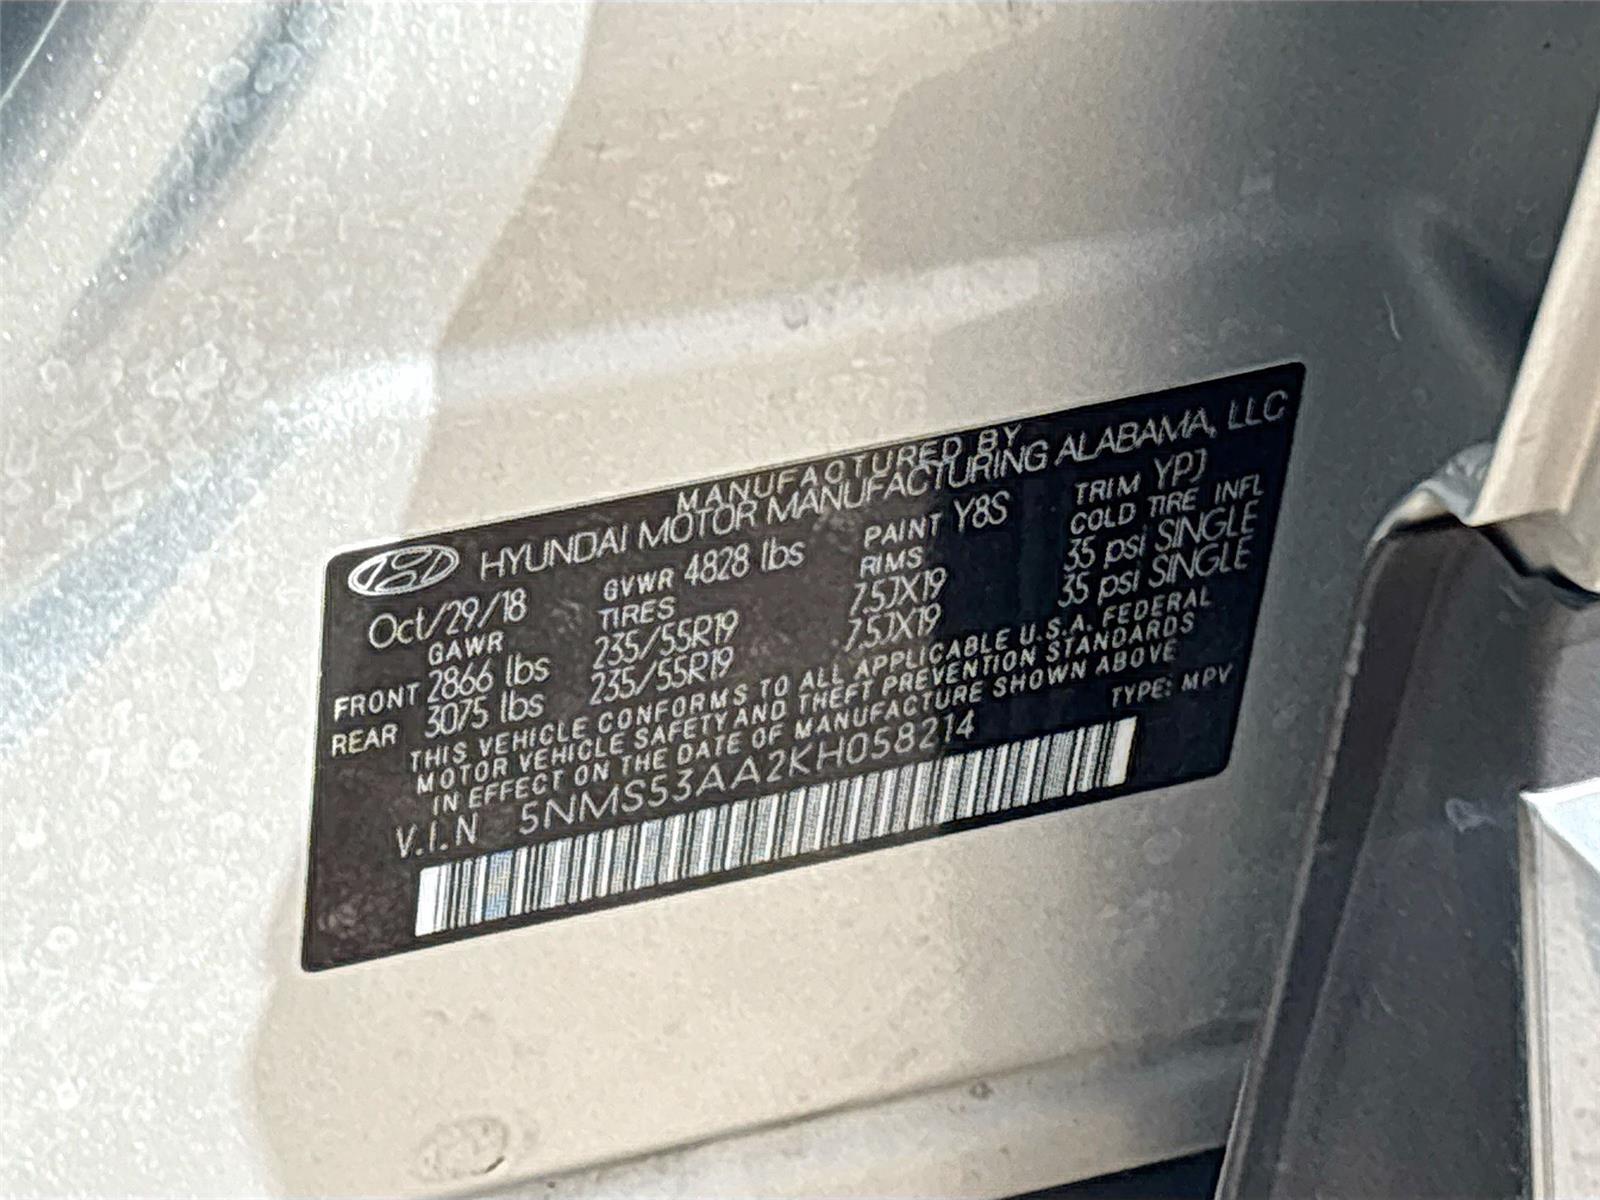 MANUFACTURED BY
HYUNDAI MOTOR MANUFACTURING ALABAMA, LLC
Oct/29/18 GVWR 4828 lbs PAINT Y8S TRIM YPJ
GAWR TIRES RIMS COLD TIRE INFL
FRONT 2866 lbs 235/55R19 7.5JX19 35 psi SINGLE
REAR 3075 lbs 235/55R19 7.5JX19 35 psi SINGLE
THIS VEHICLE CONFORMS TO ALL APPLICABLE U.S.A. FEDERAL
MOTOR VEHICLE SAFETY AND THEFT PREVENTION STANDARDS
IN EFFECT ON THE DATE OF MANUFACTURE SHOWN ABOVE
V.I.N 5NMS53AA2KH058214 TYPE: MPV